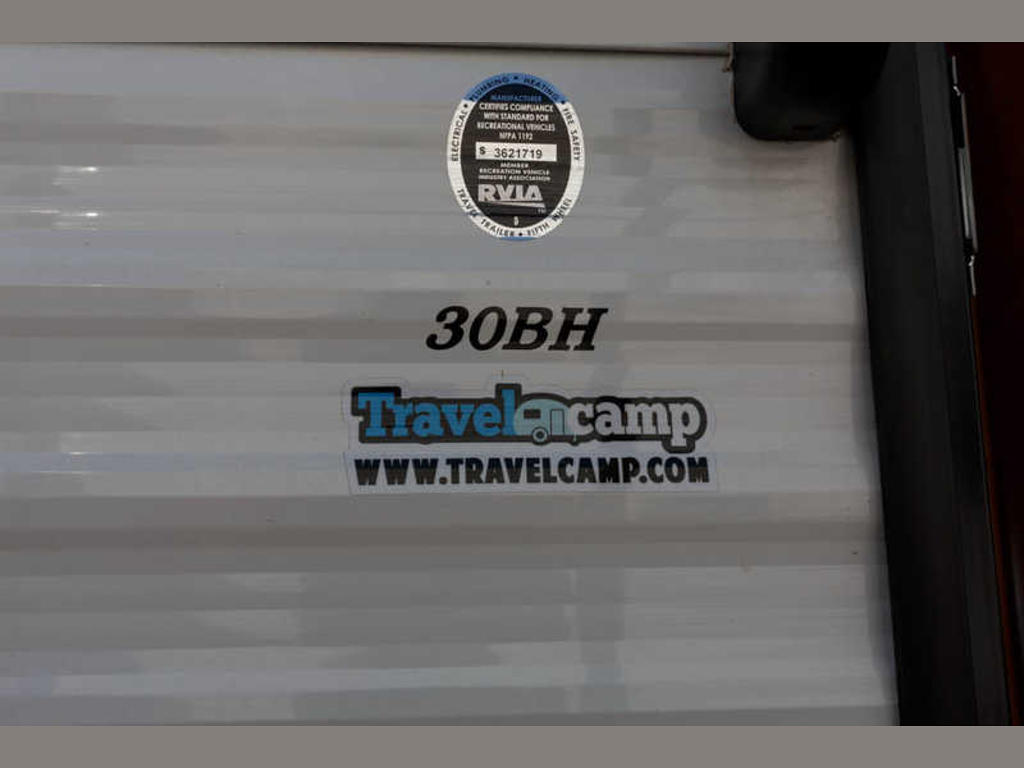 PLUMBING • HEATING
ELECTRICAL •
• FIRE SAFETY
MANUFACTURER
CERTIFIES COMPLIANCE
WITH STANDARD FOR
RECREATIONAL VEHICLES
NFPA 1192
S 3621719
MEMBER
RECREATION VEHICLE
INDUSTRY ASSOCIATION
RVIA
TM
S
TRAVEL TRAILER • FIFTH WHEEL
30BH
Travelcamp
WWW.TRAVELCAMP.COM